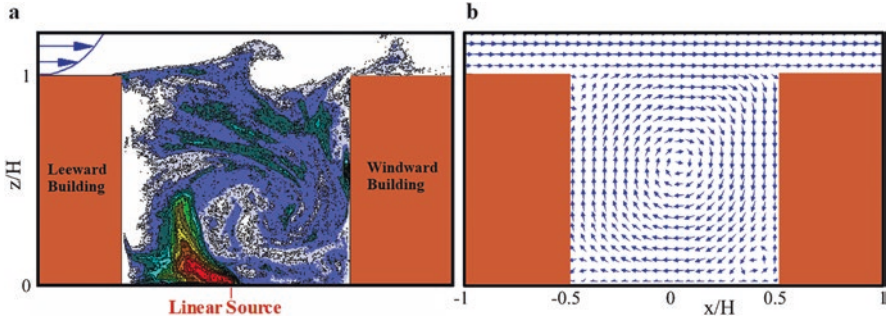 a
b
1
z/H
Leeward
Building
Windward
Building
0
Linear Source
-1
-0.5
0
0.5
1
x/H